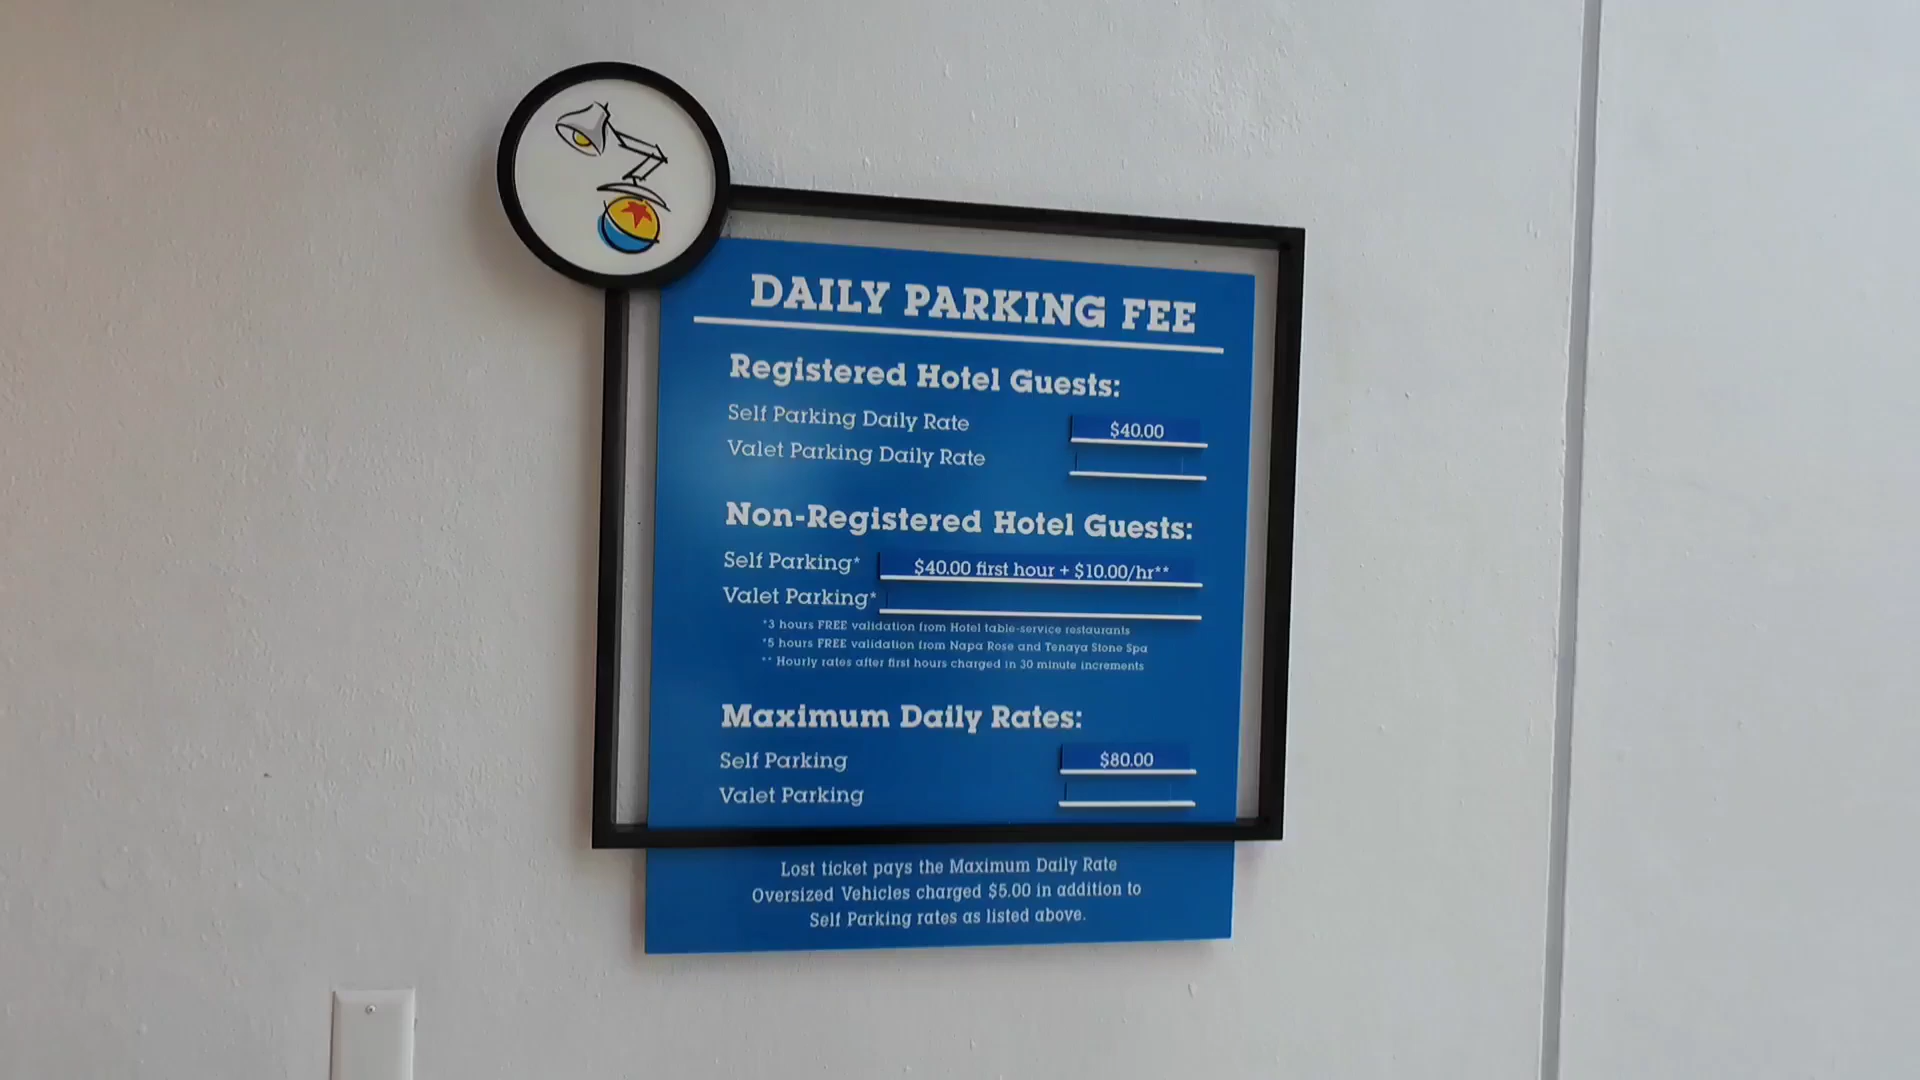 DAILY PARKING FEE
Registered Hotel Guests:
Self Parking Daily Rate $40.00
Valet Parking Daily Rate
Non-Registered Hotel Guests:
Self Parking* $40.00 first hour + $10.00/hr**
Valet Parking*
*3 hours FREE validation from Hotel table-service restaurants
*5 hours FREE validation from Napa Rose and Tenaya Stone Spa
** Hourly rates after first hours charged in 30 minute increments
Maximum Daily Rates:
Self Parking $80.00
Valet Parking
Lost ticket pays the Maximum Daily Rate
Oversized Vehicles charged $5.00 in addition to
Self Parking rates as listed above.